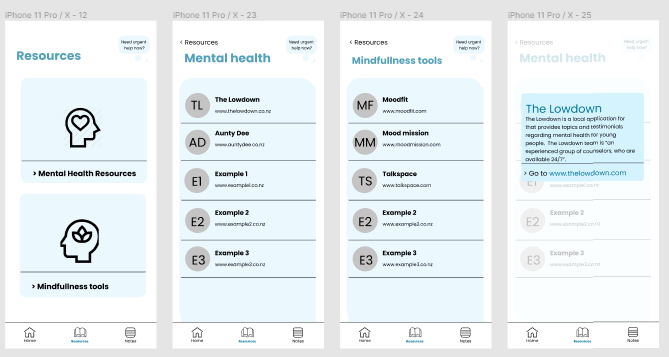 iPhone 11 Pro / X - 12
Need urgent
help now?
Resources
> Mental Health Resources
> Mindfullness tools
Home
Resources
Notes
iPhone 11 Pro / X - 23
< Resources
Need urgent
help now?
Mental health
TL
The Lowdown
www.thelowdown.co.nz
AD
Aunty Dee
www.auntydee.co.nz
E1
Example 1
www.example1.co.nz
E2
Example 2
www.example2.co.nz
E3
Example 3
www.example3.co.nz
Home
Resources
Notes
iPhone 11 Pro / X - 24
< Resources
Need urgent
help now?
Mindfullness tools
MF
Moodfit
www.moodfit.com
MM
Mood mission
www.moodmission.com
TS
Talkspace
www.talkspace.com
E2
Example 2
www.example2.co.nz
E3
Example 3
www.example3.co.nz
Home
Resources
Notes
iPhone 11 Pro / X - 25
< Resources
Need urgent
help now?
Mental health
The Lowdown
The Lowdown is a local application for
that provides topics and testimonials
regarding mental health for young
people. The Lowdown team is "an
experienced group of counselors, who are
available 24/7".
> Go to www.thelowdown.com
E1
www.example1.co.nz
E2
Example 2
www.example2.co.nz
E3
Example 3
www.example3.co.nz
Home
Resources
Notes